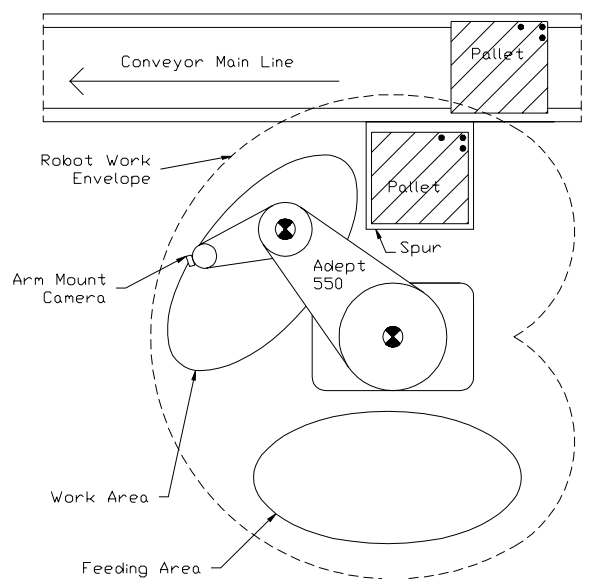 Conveyor Main Line
Pallet
Robot Work
Envelope
Pallet
Spur
Adept
550
Arm Mount
Camera
Work Area
Feeding Area